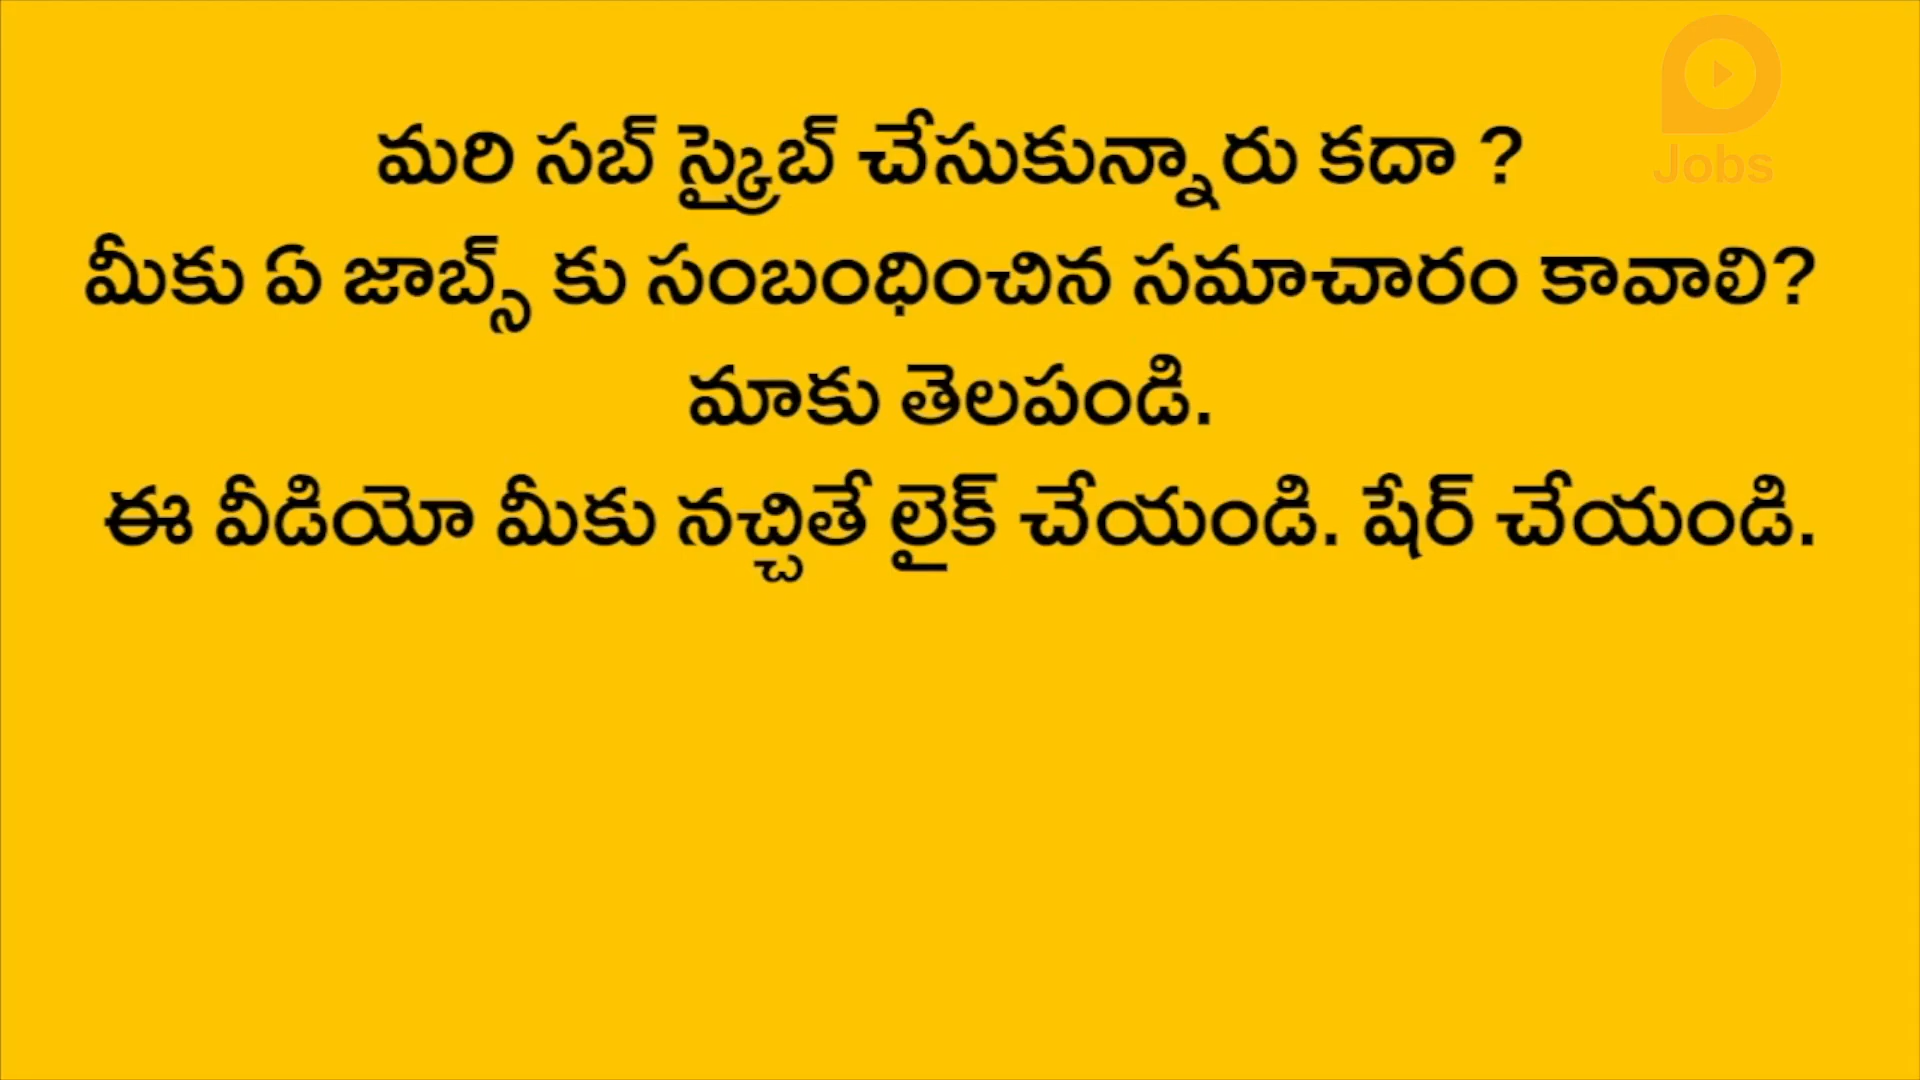 మరి సబ్ స్క్రైబ్ చేసుకున్నారు కదా ?
మీకు ఏ జాబ్స్ కు సంబంధించిన సమాచారం కావాలి?
మాకు తెలపండి.
ఈ వీడియో మీకు నచ్చితే లైక్ చేయండి. షేర్ చేయండి.
Jobs